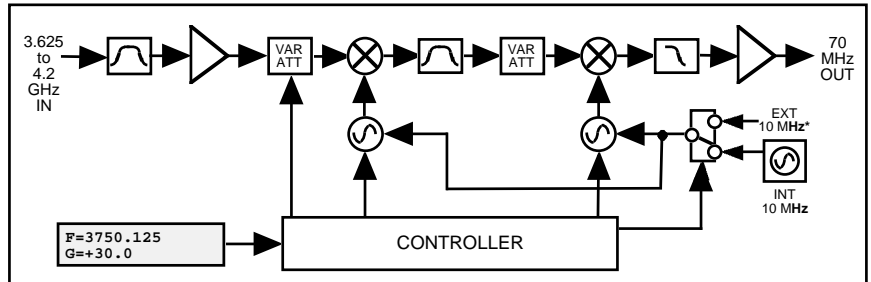 3.625
to
4.2
GHz
IN
VAR
ATT
VAR
ATT
70
MHz
OUT
EXT
10 MHz*
INT
10 MHz
F=3750.125
G=+30.0
CONTROLLER